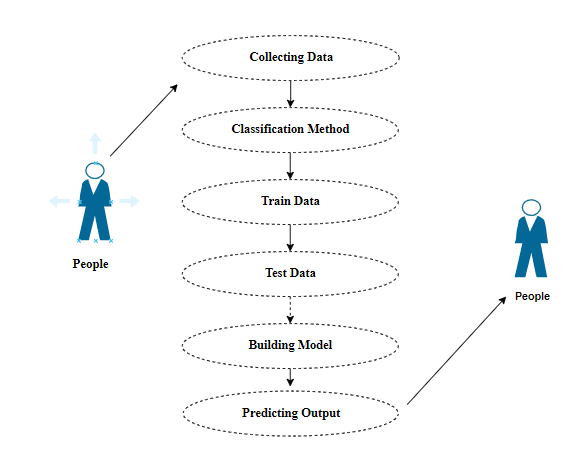 Collecting Data
Classification Method
Train Data
Test Data
Building Model
Predicting Output
People
People